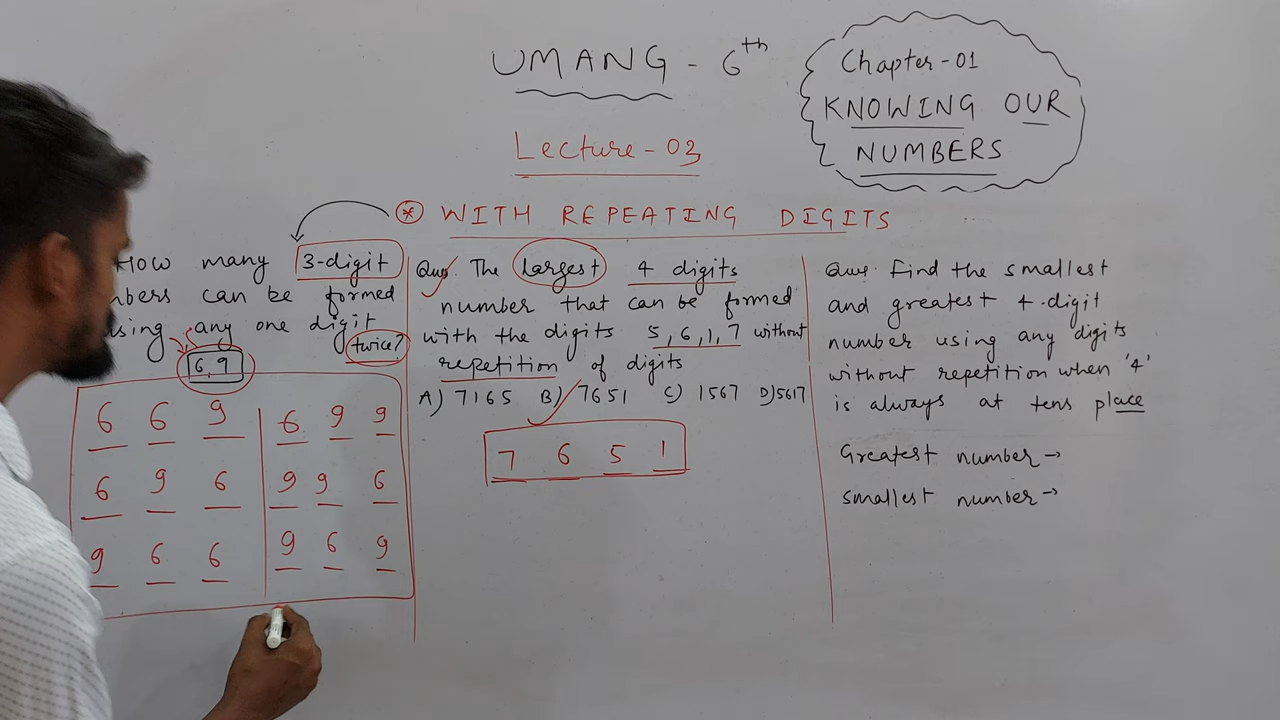 UMANG - 6th
Chapter-01
KNOWING OUR
NUMBERS
Lecture-03
* WITH REPEATING DIGITS
How many 3-digit
can be formed
any one digit
twice?
6,9
6 6 9
6 9 6
9 6 6
6 9 9
9 9 6
9 6 9
Ques. The largest 4 digits
number that can be formed
with the digits 5,6,1,7 without
repetition of digits
A) 7165 B) 7651 C) 1567 D) 5617
7 6 5 1
Ques. Find the smallest
and greatest 4-digit
number using any digits
without repetition when '4'
is always at tens place
Greatest number→
smallest number→